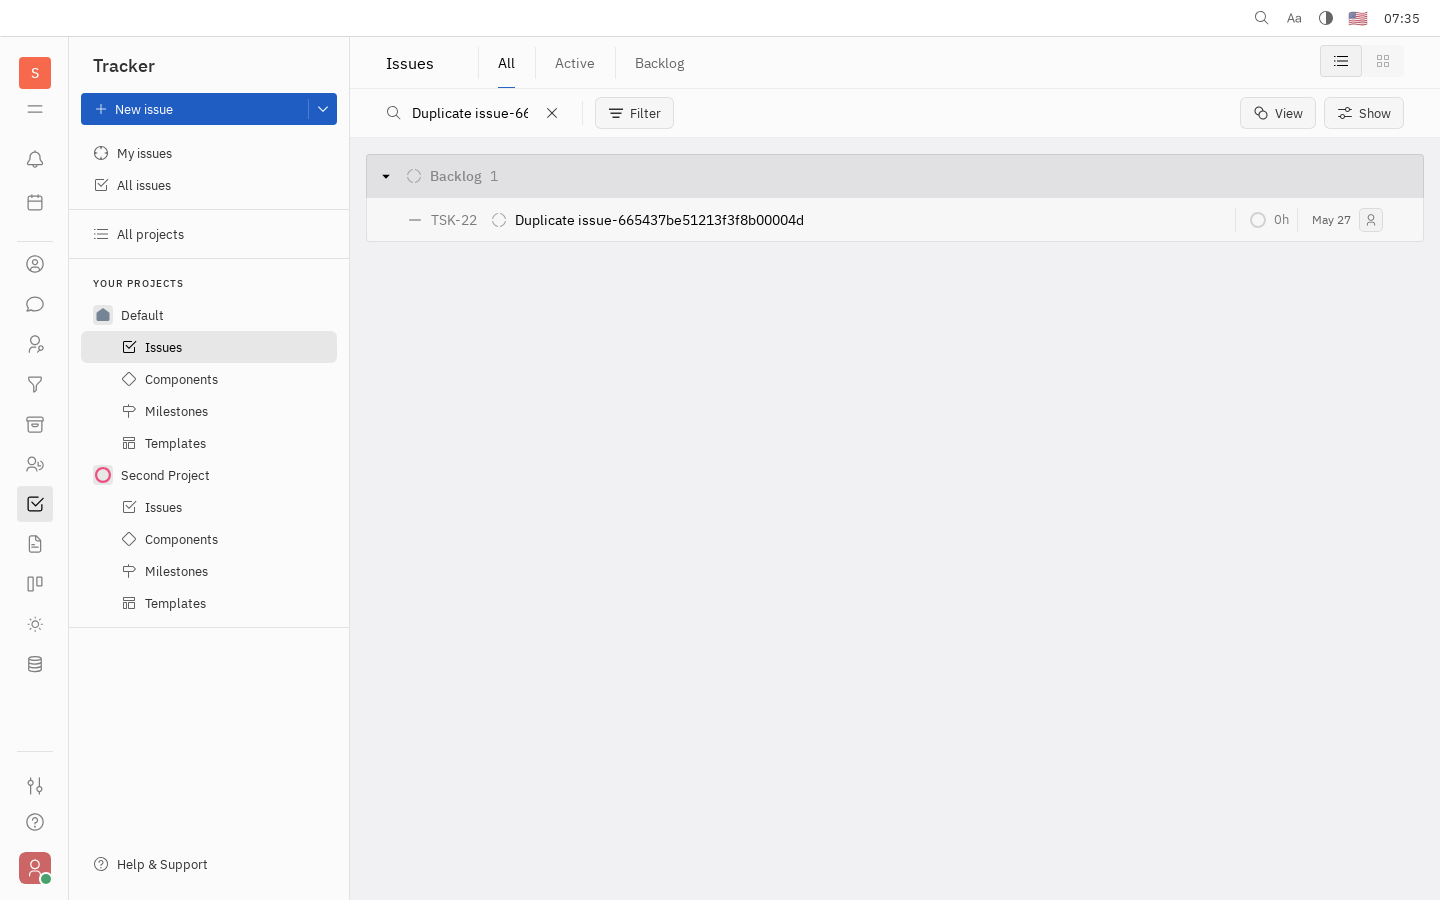 Aa
07:35
S
Tracker
New issue
My issues
All issues
All projects
YOUR PROJECTS
Default
Issues
Components
Milestones
Templates
Second Project
Issues
Components
Milestones
Templates
Help & Support
Issues
All
Active
Backlog
Duplicate issue-66
Filter
View
Show
Backlog 1
TSK-22 Duplicate issue-665437be51213f3f8b00004d 0h May 27